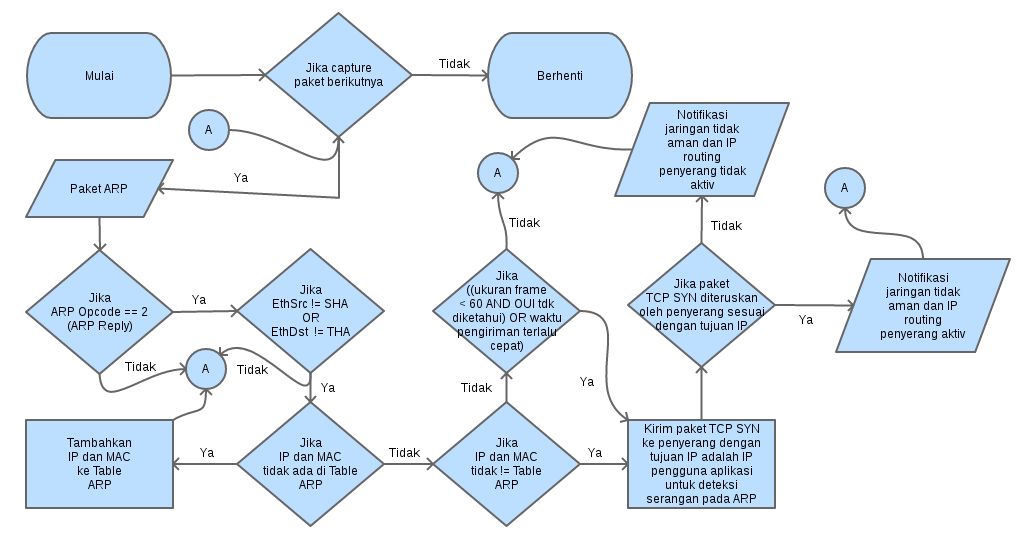 Mulai
Jika capture
paket berikutnya
Tidak
Berhenti
A
Ya
Paket ARP
Jika
ARP Opcode == 2
(ARP Reply)
Ya
Tidak
Jika
EthSrc != SHA
OR
EthDst != THA
Tidak
A
Ya
Tambahkan
IP dan MAC
ke Table
ARP
Ya
Jika
IP dan MAC
tidak ada di Table
ARP
Tidak
Jika
IP dan MAC
tidak != Table
ARP
Tidak
Ya
Jika
((ukuran frame
< 60 AND OUI tdk
diketahui) OR waktu
pengiriman terlalu
cepat)
Tidak
A
Ya
Kirim paket TCP SYN
ke penyerang dengan
tujuan IP adalah IP
pengguna aplikasi
untuk deteksi
serangan pada ARP
Jika paket
TCP SYN diteruskan
oleh penyerang sesuai
dengan tujuan IP
Tidak
Notifikasi
jaringan tidak
aman dan IP
routing
penyerang tidak
aktiv
Ya
Notifikasi
jaringan tidak
aman dan IP
routing
penyerang aktiv
A